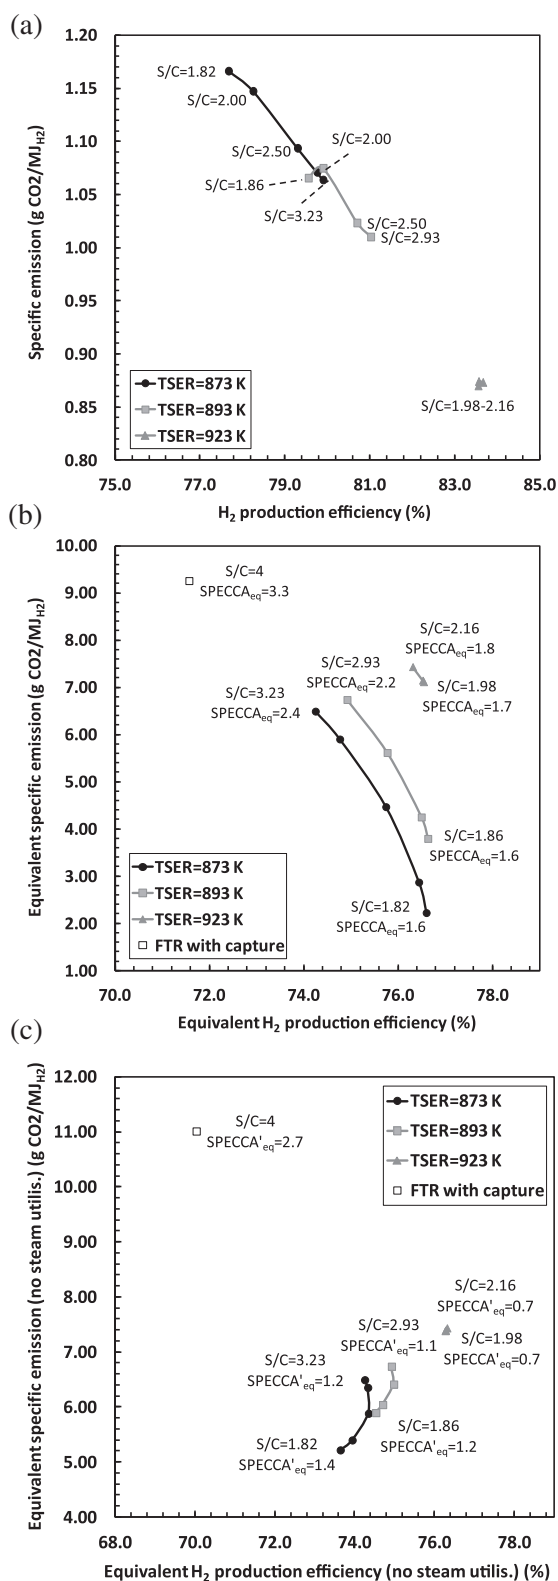 (a)
1.20
1.15
1.10
1.05
1.00
0.95
0.90
0.85
0.80
Specific emission (g CO2/MJH2)
S/C=1.82
S/C=2.00
S/C=2.50
S/C=2.00
S/C=1.86
S/C=3.23
S/C=2.50
S/C=2.93
S/C=1.98-2.16
TSER=873 K
TSER=893 K
TSER=923 K
75.0 77.0 79.0 81.0 83.0 85.0
H2 production efficiency (%)
(b)
10.00
9.00
8.00
7.00
6.00
5.00
4.00
3.00
2.00
1.00
Equivalent specific emission (g CO2/MJH2)
S/C=4
SPECCAeq=3.3
S/C=2.16
SPECCAeq=1.8
S/C=2.93
SPECCAeq=2.2
S/C=1.98
SPECCAeq=1.7
S/C=3.23
SPECCAeq=2.4
S/C=1.86
SPECCAeq=1.6
S/C=1.82
SPECCAeq=1.6
TSER=873 K
TSER=893 K
TSER=923 K
FTR with capture
70.0 72.0 74.0 76.0 78.0
Equivalent H2 production efficiency (%)
(c)
12.00
11.00
10.00
9.00
8.00
7.00
6.00
5.00
4.00
Equivalent specific emission (no steam utilis.) (g CO2/MJH2)
TSER=873 K
TSER=893 K
TSER=923 K
FTR with capture
S/C=4
SPECCA'eq=2.7
S/C=2.16
SPECCA'eq=0.7
S/C=2.93
SPECCA'eq=1.1
S/C=1.98
SPECCA'eq=0.7
S/C=3.23
SPECCA'eq=1.2
S/C=1.86
SPECCA'eq=1.2
S/C=1.82
SPECCA'eq=1.4
68.0 70.0 72.0 74.0 76.0 78.0
Equivalent H2 production efficiency (no steam utilis.) (%)